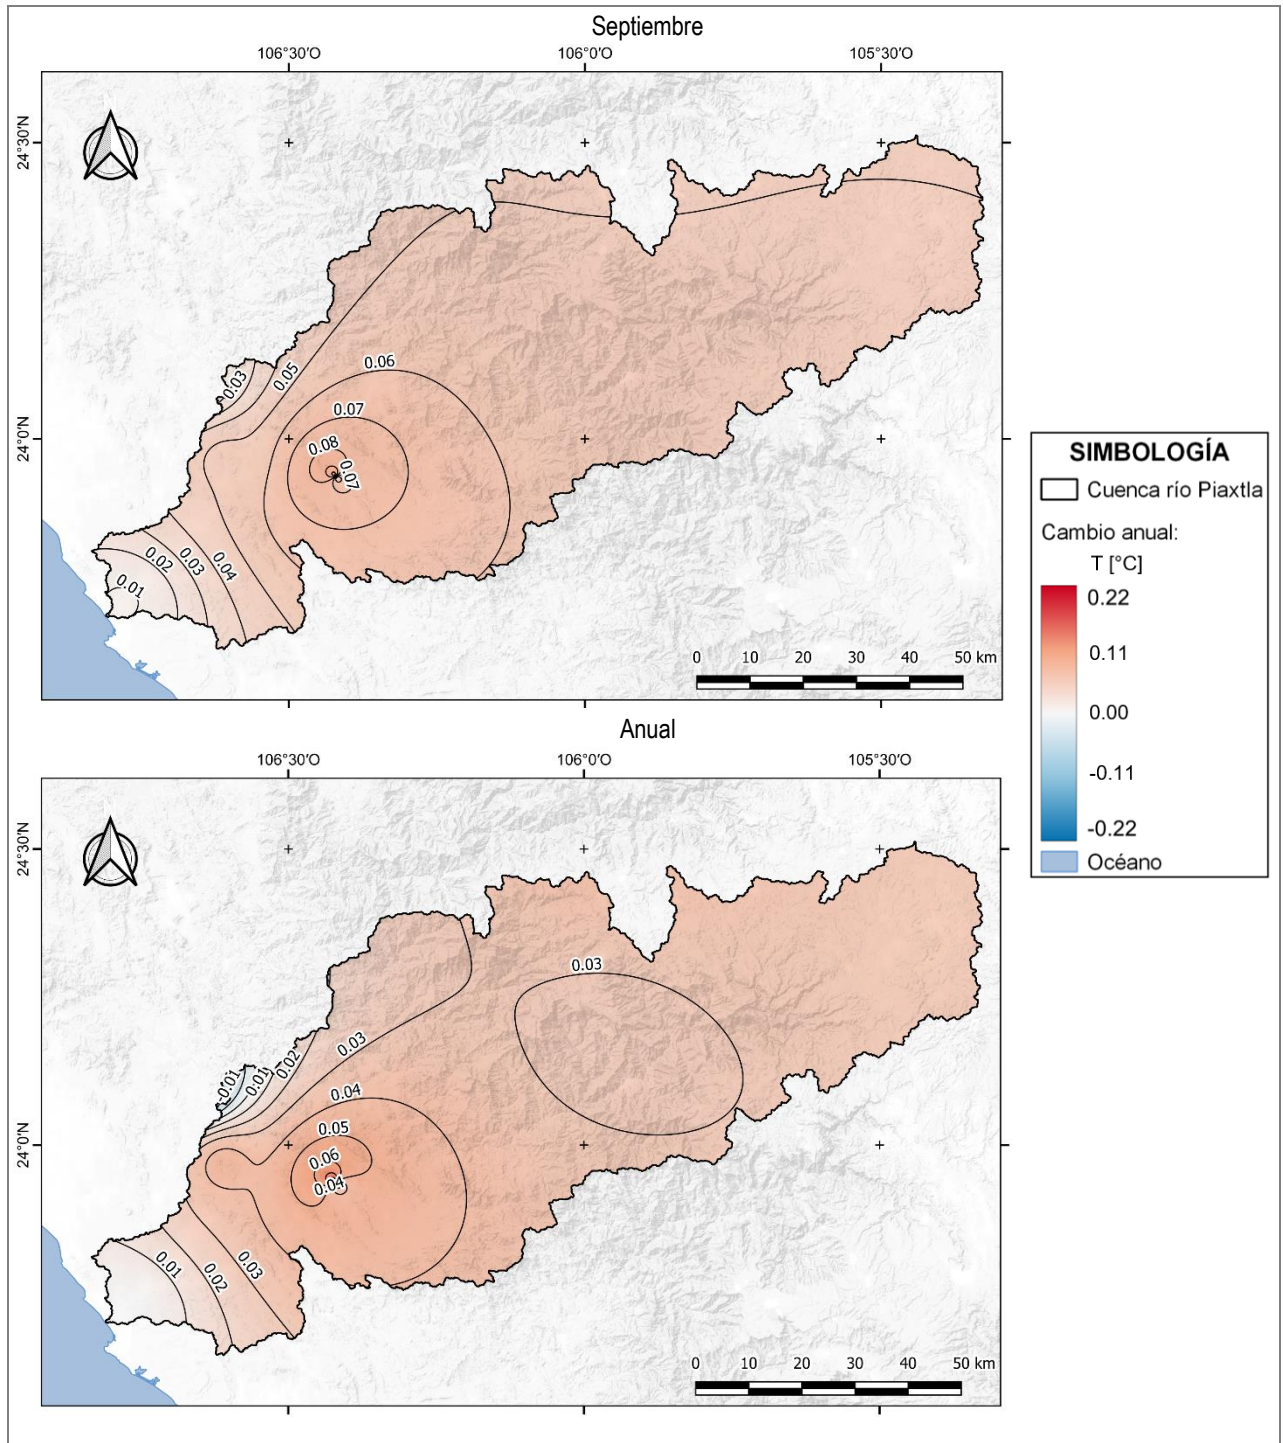 Septiembre
106°30'O 106°0'O 105°30'O
24°30'N
24°0'N
0.03
0.05
0.06
0.07
0.08
0.07
0.02
0.03
0.04
0.01
0 10 20 30 40 50 km
Anual
106°30'O 106°0'O 105°30'O
24°30'N
24°0'N
0.03
0.03
0.02
0.01
-0.01
0.04
0.05
0.06
0.04
0.01
0.02
0.03
0 10 20 30 40 50 km
SIMBOLOGÍA
Cuenca río Piaxtla
Cambio anual:
T [°C]
0.22
0.11
0.00
-0.11
-0.22
Océano